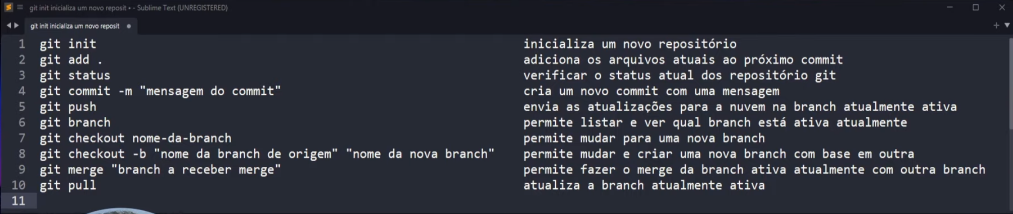 git init inicializa um novo reposit • - Sublime Text (UNREGISTERED)
git init inicializa um novo reposit
1 git init inicializa um novo repositório
2 git add . adiciona os arquivos atuais ao próximo commit
3 git status verificar o status atual dos repositório git
4 git commit -m "mensagem do commit" cria um novo commit com uma mensagem
5 git push envia as atualizações para a nuvem na branch atualmente ativa
6 git branch permite listar e ver qual branch está ativa atualmente
7 git checkout nome-da-branch permite mudar para uma nova branch
8 git checkout -b "nome da branch de origem" "nome da nova branch" permite mudar e criar uma nova branch com base em outra
9 git merge "branch a receber merge" permite fazer o merge da branch ativa atualmente com outra branch
10 git pull atualiza a branch atualmente ativa
11